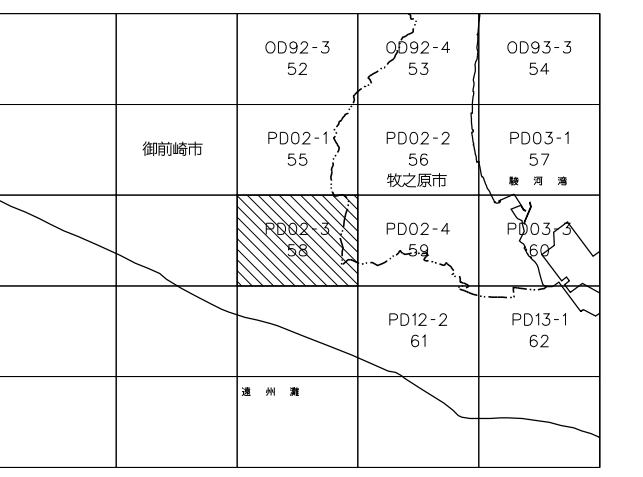 OD92-3
52
OD92-4
53
OD93-3
54
御前崎市
PD02-1
55
PD02-2
56
牧之原市
PD03-1
57
駿河湾
PD02-3
58
PD02-4
59
PD03-3
60
PD12-2
61
PD13-1
62
遠州灘